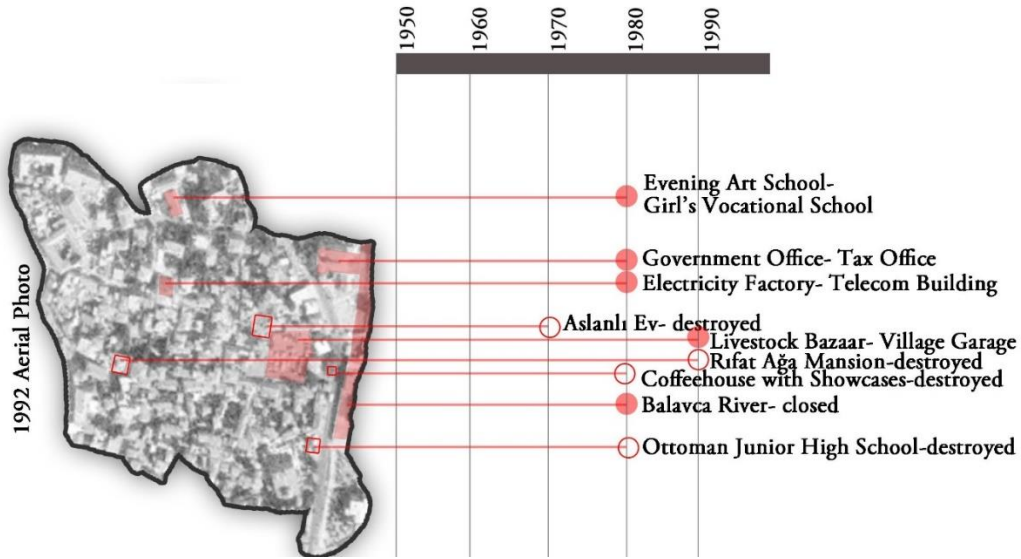 1950
1960
1970
1980
1990
1992 Aerial Photo
Evening Art School-
Girl's Vocational School
Government Office- Tax Office
Electricity Factory- Telecom Building
Aslanlı Ev- destroyed
Livestock Bazaar- Village Garage
Rıfat Ağa Mansion-destroyed
Coffeehouse with Showcases-destroyed
Balavca River- closed
Ottoman Junior High School-destroyed